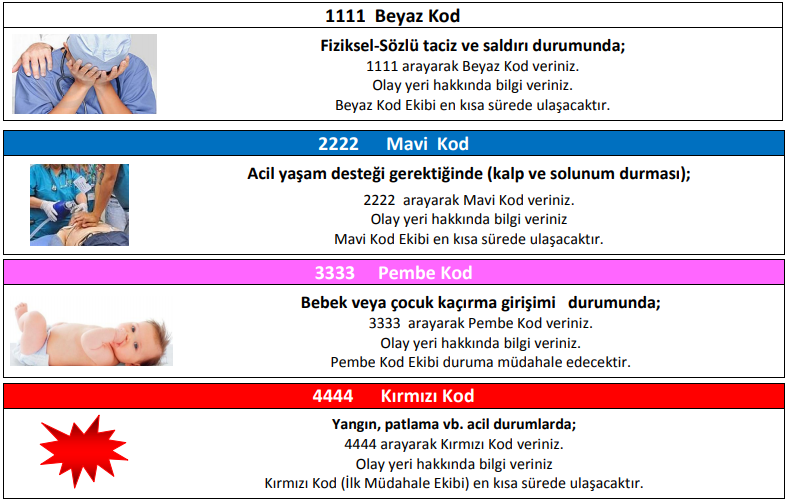 1111 Beyaz Kod
Fiziksel-Sözlü taciz ve saldırı durumunda;
1111 arayarak Beyaz Kod veriniz.
Olay yeri hakkında bilgi veriniz.
Beyaz Kod Ekibi en kısa sürede ulaşacaktır.
2222 Mavi Kod
Acil yaşam desteği gerektiğinde (kalp ve solunum durması);
2222 arayarak Mavi Kod veriniz.
Olay yeri hakkında bilgi veriniz
Mavi Kod Ekibi en kısa sürede ulaşacaktır.
3333 Pembe Kod
Bebek veya çocuk kaçırma girişimi durumunda;
3333 arayarak Pembe Kod veriniz.
Olay yeri hakkında bilgi veriniz.
Pembe Kod Ekibi duruma müdahale edecektir.
4444 Kırmızı Kod
Yangın, patlama vb. acil durumlarda;
4444 arayarak Kırmızı Kod veriniz.
Olay yeri hakkında bilgi veriniz
Kırmızı Kod (İlk Müdahale Ekibi) en kısa sürede ulaşacaktır.